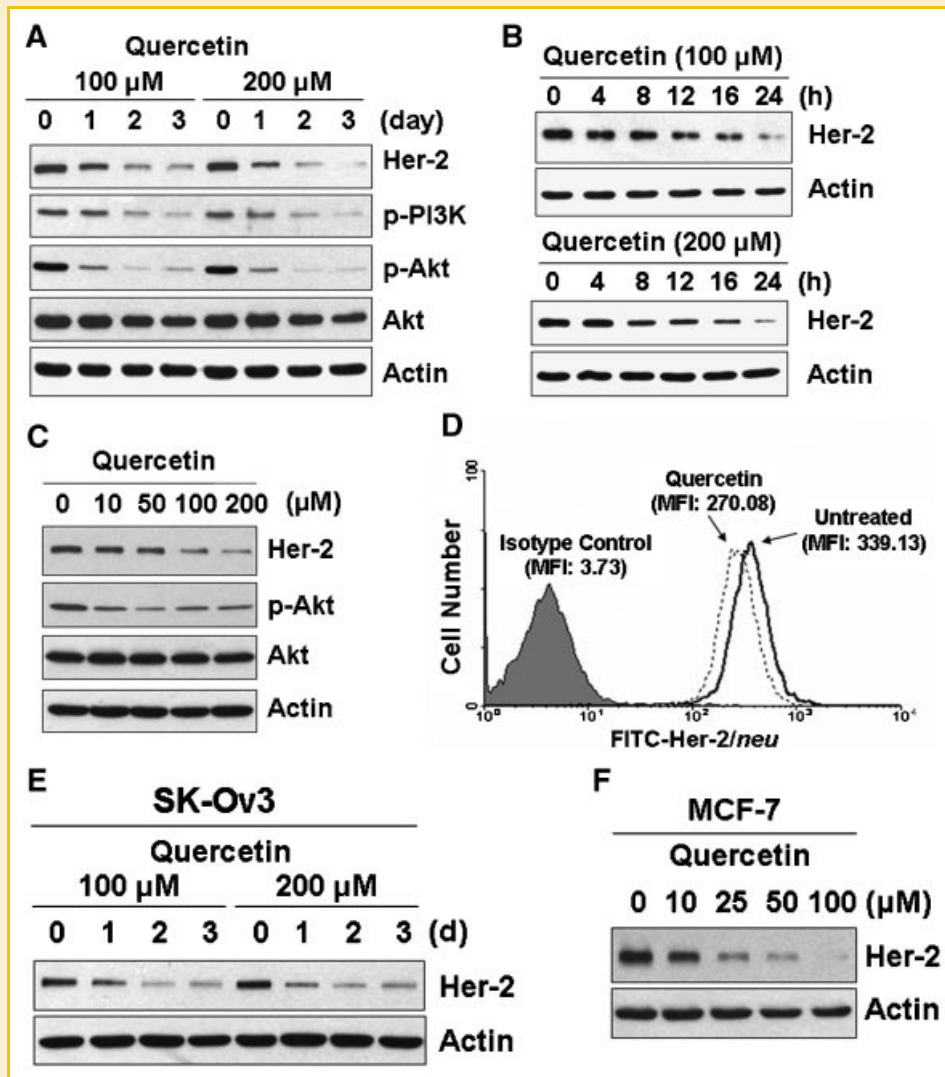 A
Quercetin
100 µM 200 µM
0 1 2 3 0 1 2 3 (day)
Her-2
p-PI3K
p-Akt
Akt
Actin
B
Quercetin (100 µM)
0 4 8 12 16 24 (h)
Her-2
Actin
Quercetin (200 µM)
0 4 8 12 16 24 (h)
Her-2
Actin
C
Quercetin
0 10 50 100 200 (µM)
Her-2
p-Akt
Akt
Actin
D
100
Quercetin
(MFI: 270.08)
Untreated
(MFI: 339.13)
Isotype Control
(MFI: 3.73)
Cell Number
0
10⁰ 10¹ 10² 10³ 10⁴
FITC-Her-2/neu
E
SK-Ov3
Quercetin
100 µM 200 µM
0 1 2 3 0 1 2 3 (d)
Her-2
Actin
F
MCF-7
Quercetin
0 10 25 50 100 (µM)
Her-2
Actin